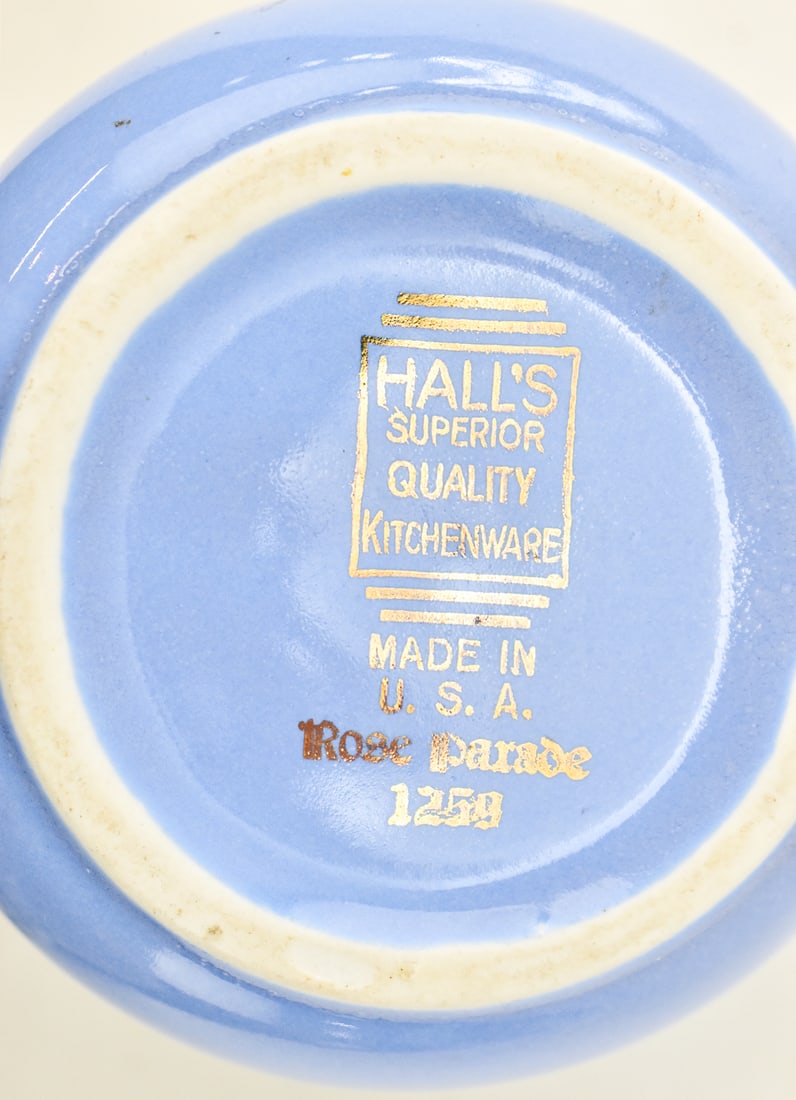 HALL'S
SUPERIOR
QUALITY
KITCHENWARE
MADE IN
U. S. A.
Rose Parade
1259